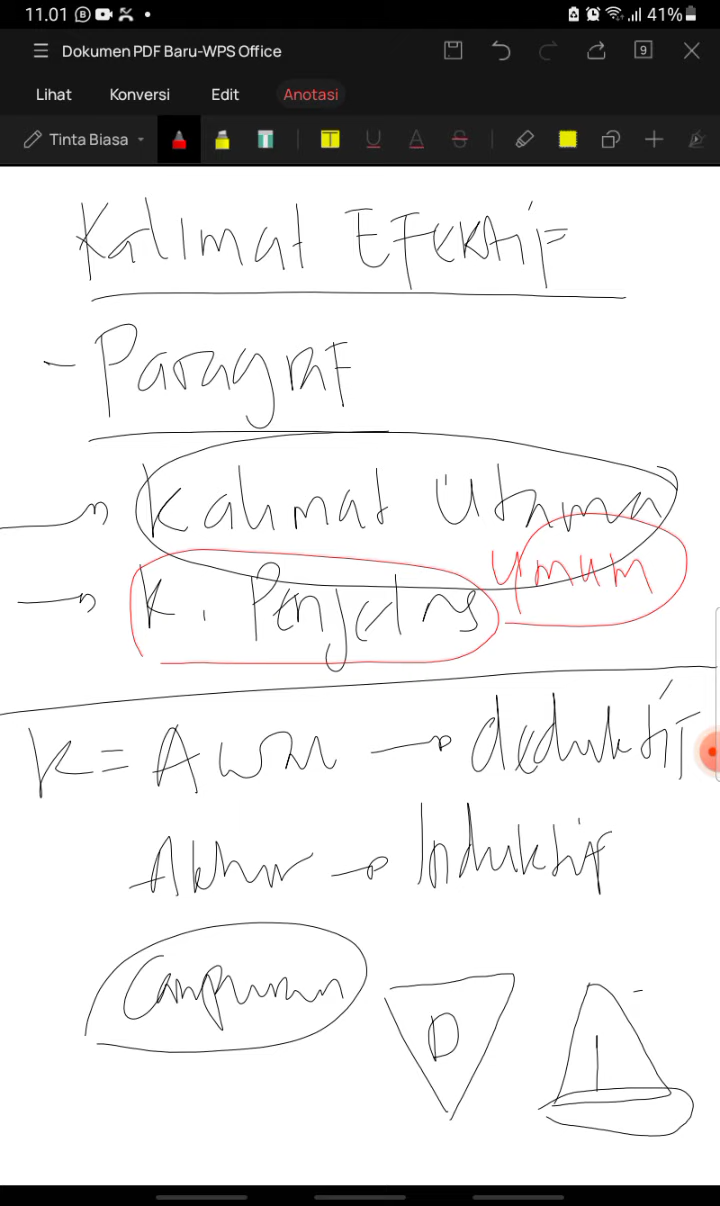 11.01 41%
Dokumen PDF Baru-WPS Office 9
Lihat Konversi Edit Anotasi
Tinta Biasa T T U A S
Kalimat Efektif
- Paragraf
→ Kalimat Utama
Umum
→ K. Penjelas
K = Awal → deduktif
Akhir → Induktif
Campuran
D I